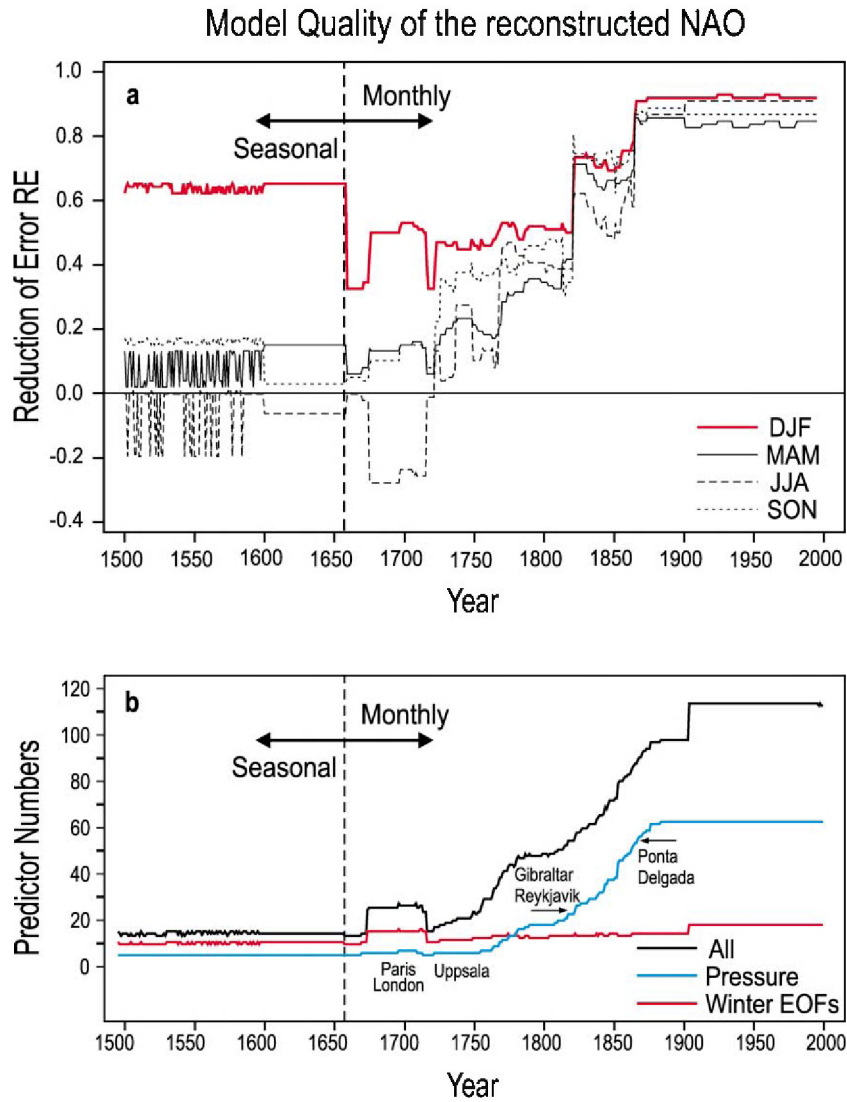 Model Quality of the reconstructed NAO
a
Monthly
Seasonal
Reduction of Error RE
1.0
0.8
0.6
0.4
0.2
0.0
-0.2
-0.4
DJF
MAM
JJA
SON
1500 1550 1600 1650 1700 1750 1800 1850 1900 1950 2000
Year
b
Monthly
Seasonal
Predictor Numbers
120
100
80
60
40
20
0
Gibraltar
Reykjavik
Ponta
Delgada
Paris
London
Uppsala
All
Pressure
Winter EOFs
1500 1550 1600 1650 1700 1750 1800 1850 1900 1950 2000
Year